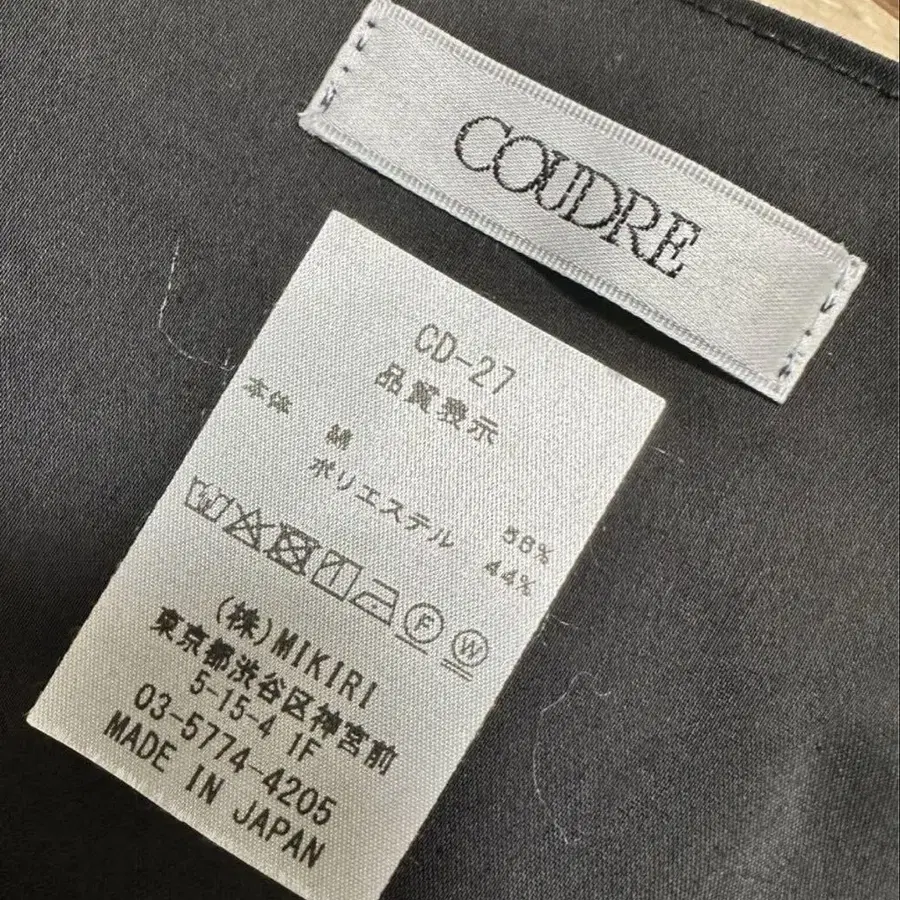 COUDRE
CD-27
品質表示
本体
綿 56%
ポリエステル 44%
F W
(株)MIKIRI
東京都渋谷区神宮前
5-15-4 1F
03-5774-4205
MADE IN JAPAN